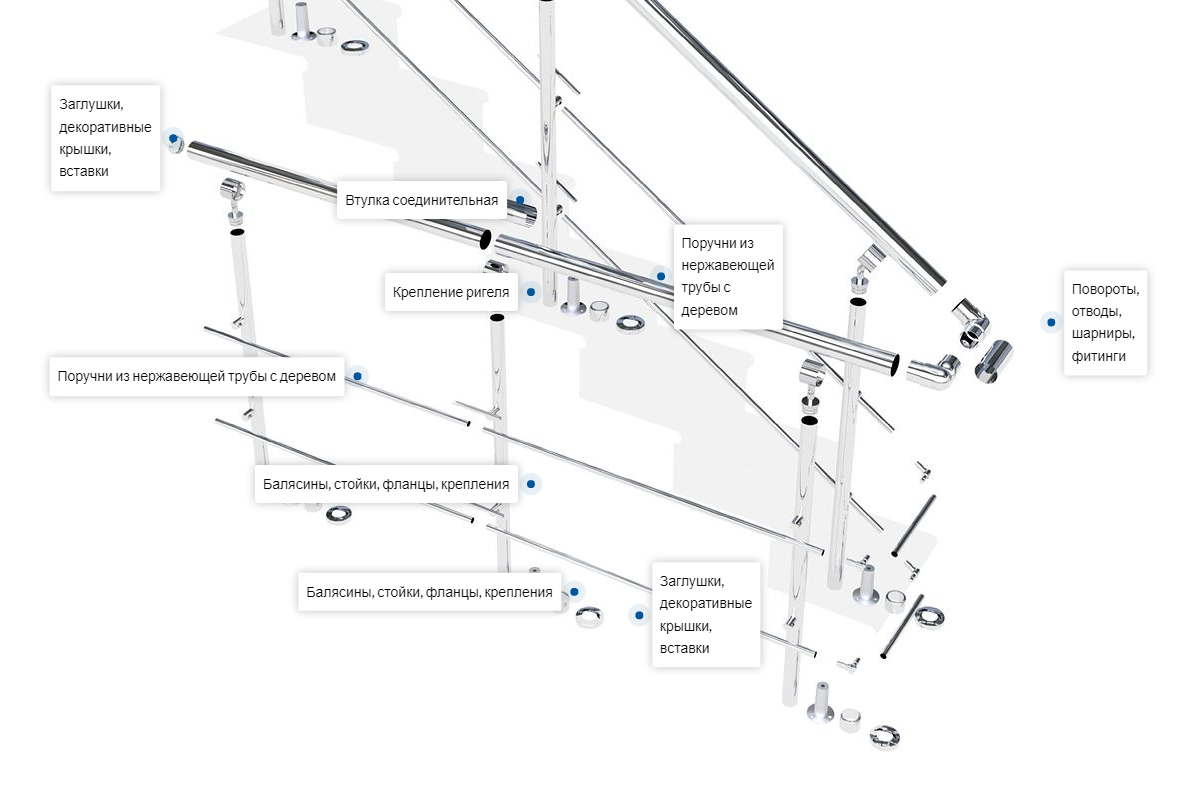 Заглушки,
декоративные
крышки,
вставки
Втулка соединительная
Поручни из
нержавеющей
трубы с
деревом
Крепление ригеля
Повороты,
отводы,
шарниры,
фитинги
Поручни из нержавеющей трубы с деревом
Балясины, стойки, фланцы, крепления
Балясины, стойки, фланцы, крепления
Заглушки,
декоративные
крышки,
вставки